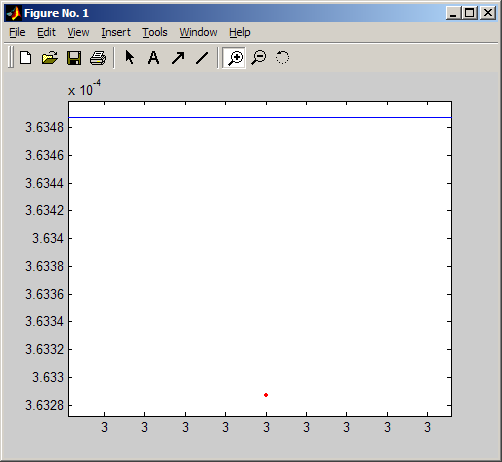 Figure No. 1
File Edit View Insert Tools Window Help
A
x 10⁻⁴
3.6348
3.6346
3.6344
3.6342
3.634
3.6338
3.6336
3.6334
3.6332
3.633
3.6328
3 3 3 3 3 3 3 3 3